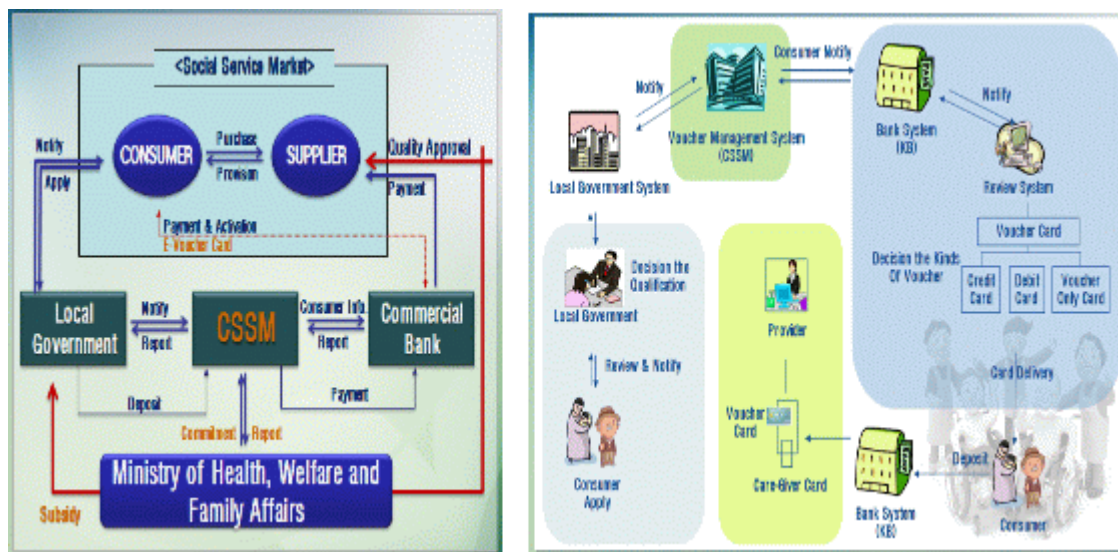 <Social Service Market>
CONSUMER
Purchase
Provison
SUPPLIER
Notify
Apply
Quality Approval
Payment
Payment & Activation
E-Voucher Card
Local
Government
Notify
Report
CSSM
Consumer Info.
Report
Commercial
Bank
Deposit
Payment
Commitment
Report
Ministry of Health, Welfare and
Family Affairs
Subsidy
Notify
Consumer Notify
Voucher Management System
(CSSM)
Local Government System
Bank System
(KB)
Notify
Review System
Voucher Card
Decision the Kinds
Of Voucher
Credit
Card
Debit
Card
Voucher
Only Card
Card Delivery
Decision the
Qualification
Local Government
Review & Notify
Consumer
Apply
Provider
Voucher
Card
Care-Giver Card
Bank System
(KB)
Deposit
Consumer